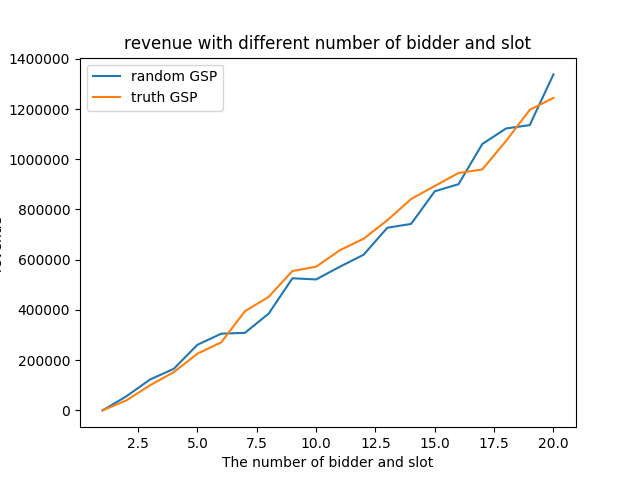 revenue with different number of bidder and slot
random GSP
truth GSP
1400000
1200000
1000000
800000
600000
400000
200000
0
2.5 5.0 7.5 10.0 12.5 15.0 17.5 20.0
The number of bidder and slot